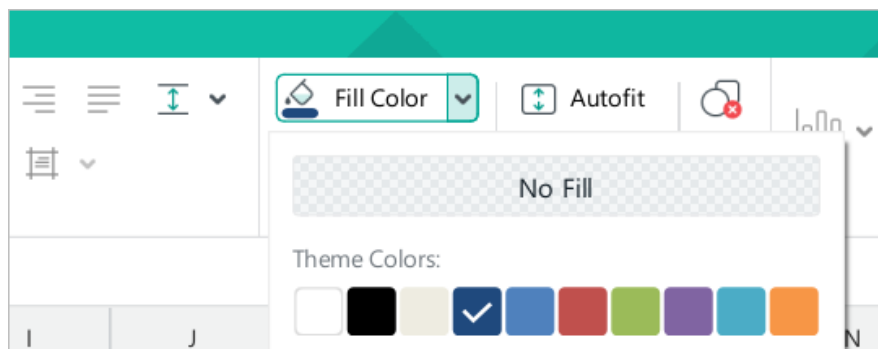 Fill Color
Autofit
No Fill
Theme Colors:
I
J
N